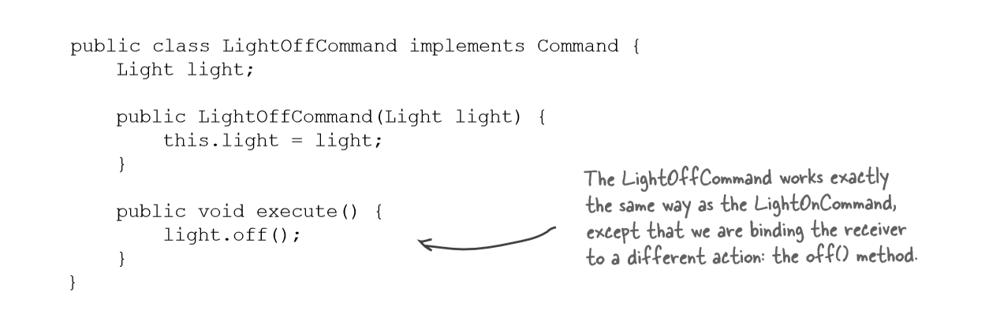 public class LightOffCommand implements Command {
Light light;
public LightOffCommand(Light light) {
this.light = light;
}
public void execute() {
light.off();
}
}
The LightOffCommand works exactly
the same way as the LightOnCommand,
except that we are binding the receiver
to a different action: the off() method.